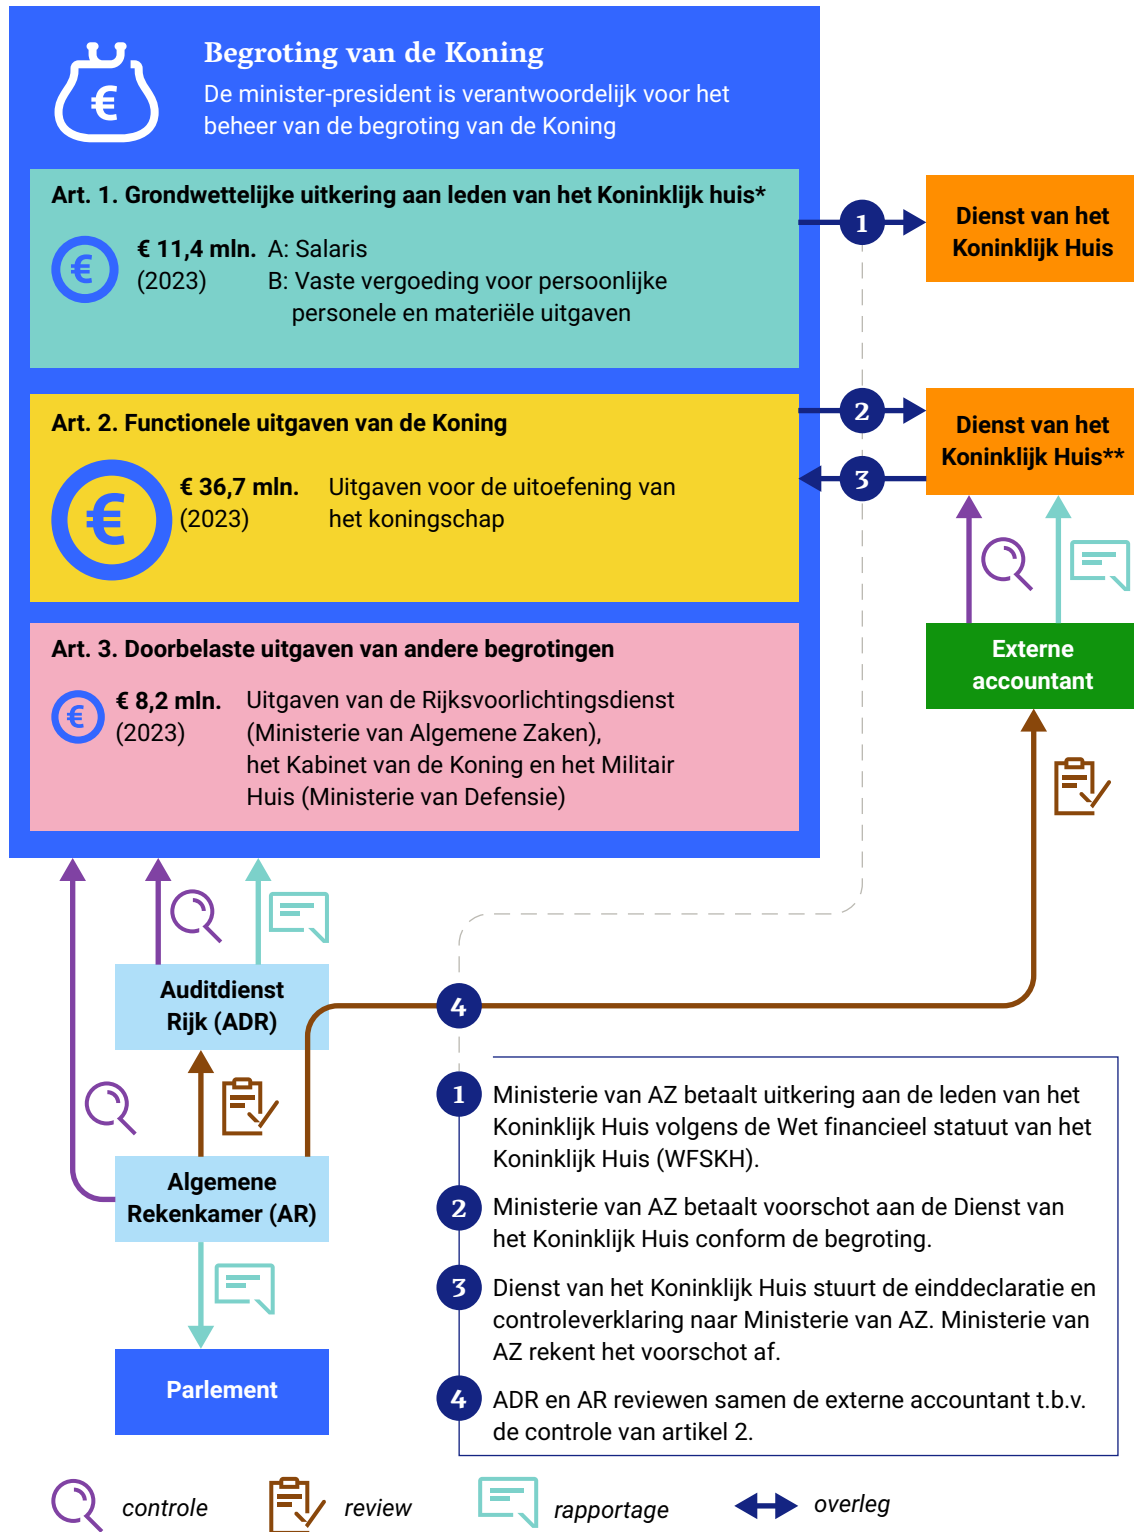 Begroting van de Koning
De minister-president is verantwoordelijk voor het
beheer van de begroting van de Koning
€
Art. 1. Grondwettelijke uitkering aan leden van het Koninklijk huis*
€
€ 11,4 mln.
(2023)
A: Salaris
B: Vaste vergoeding voor persoonlijke
personele en materiële uitgaven
1
Dienst van het
Koninklijk Huis
Art. 2. Functionele uitgaven van de Koning
€
€ 36,7 mln.
(2023)
Uitgaven voor de uitoefening van
het koningschap
2
3
Dienst van het
Koninklijk Huis**
Art. 3. Doorbelaste uitgaven van andere begrotingen
€
€ 8,2 mln.
(2023)
Uitgaven van de Rijksvoorlichtingsdienst
(Ministerie van Algemene Zaken),
het Kabinet van de Koning en het Militair
Huis (Ministerie van Defensie)
Externe
accountant
Auditdienst
Rijk (ADR)
4
Algemene
Rekenkamer (AR)
Parlement
1 Ministerie van AZ betaalt uitkering aan de leden van het
Koninklijk Huis volgens de Wet financieel statuut van het
Koninklijk Huis (WFSKH).
2 Ministerie van AZ betaalt voorschot aan de Dienst van
het Koninklijk Huis conform de begroting.
3 Dienst van het Koninklijk Huis stuurt de einddeclaratie en
controleverklaring naar Ministerie van AZ. Ministerie van
AZ rekent het voorschot af.
4 ADR en AR reviewen samen de externe accountant t.b.v.
de controle van artikel 2.
controle
review
rapportage
overleg